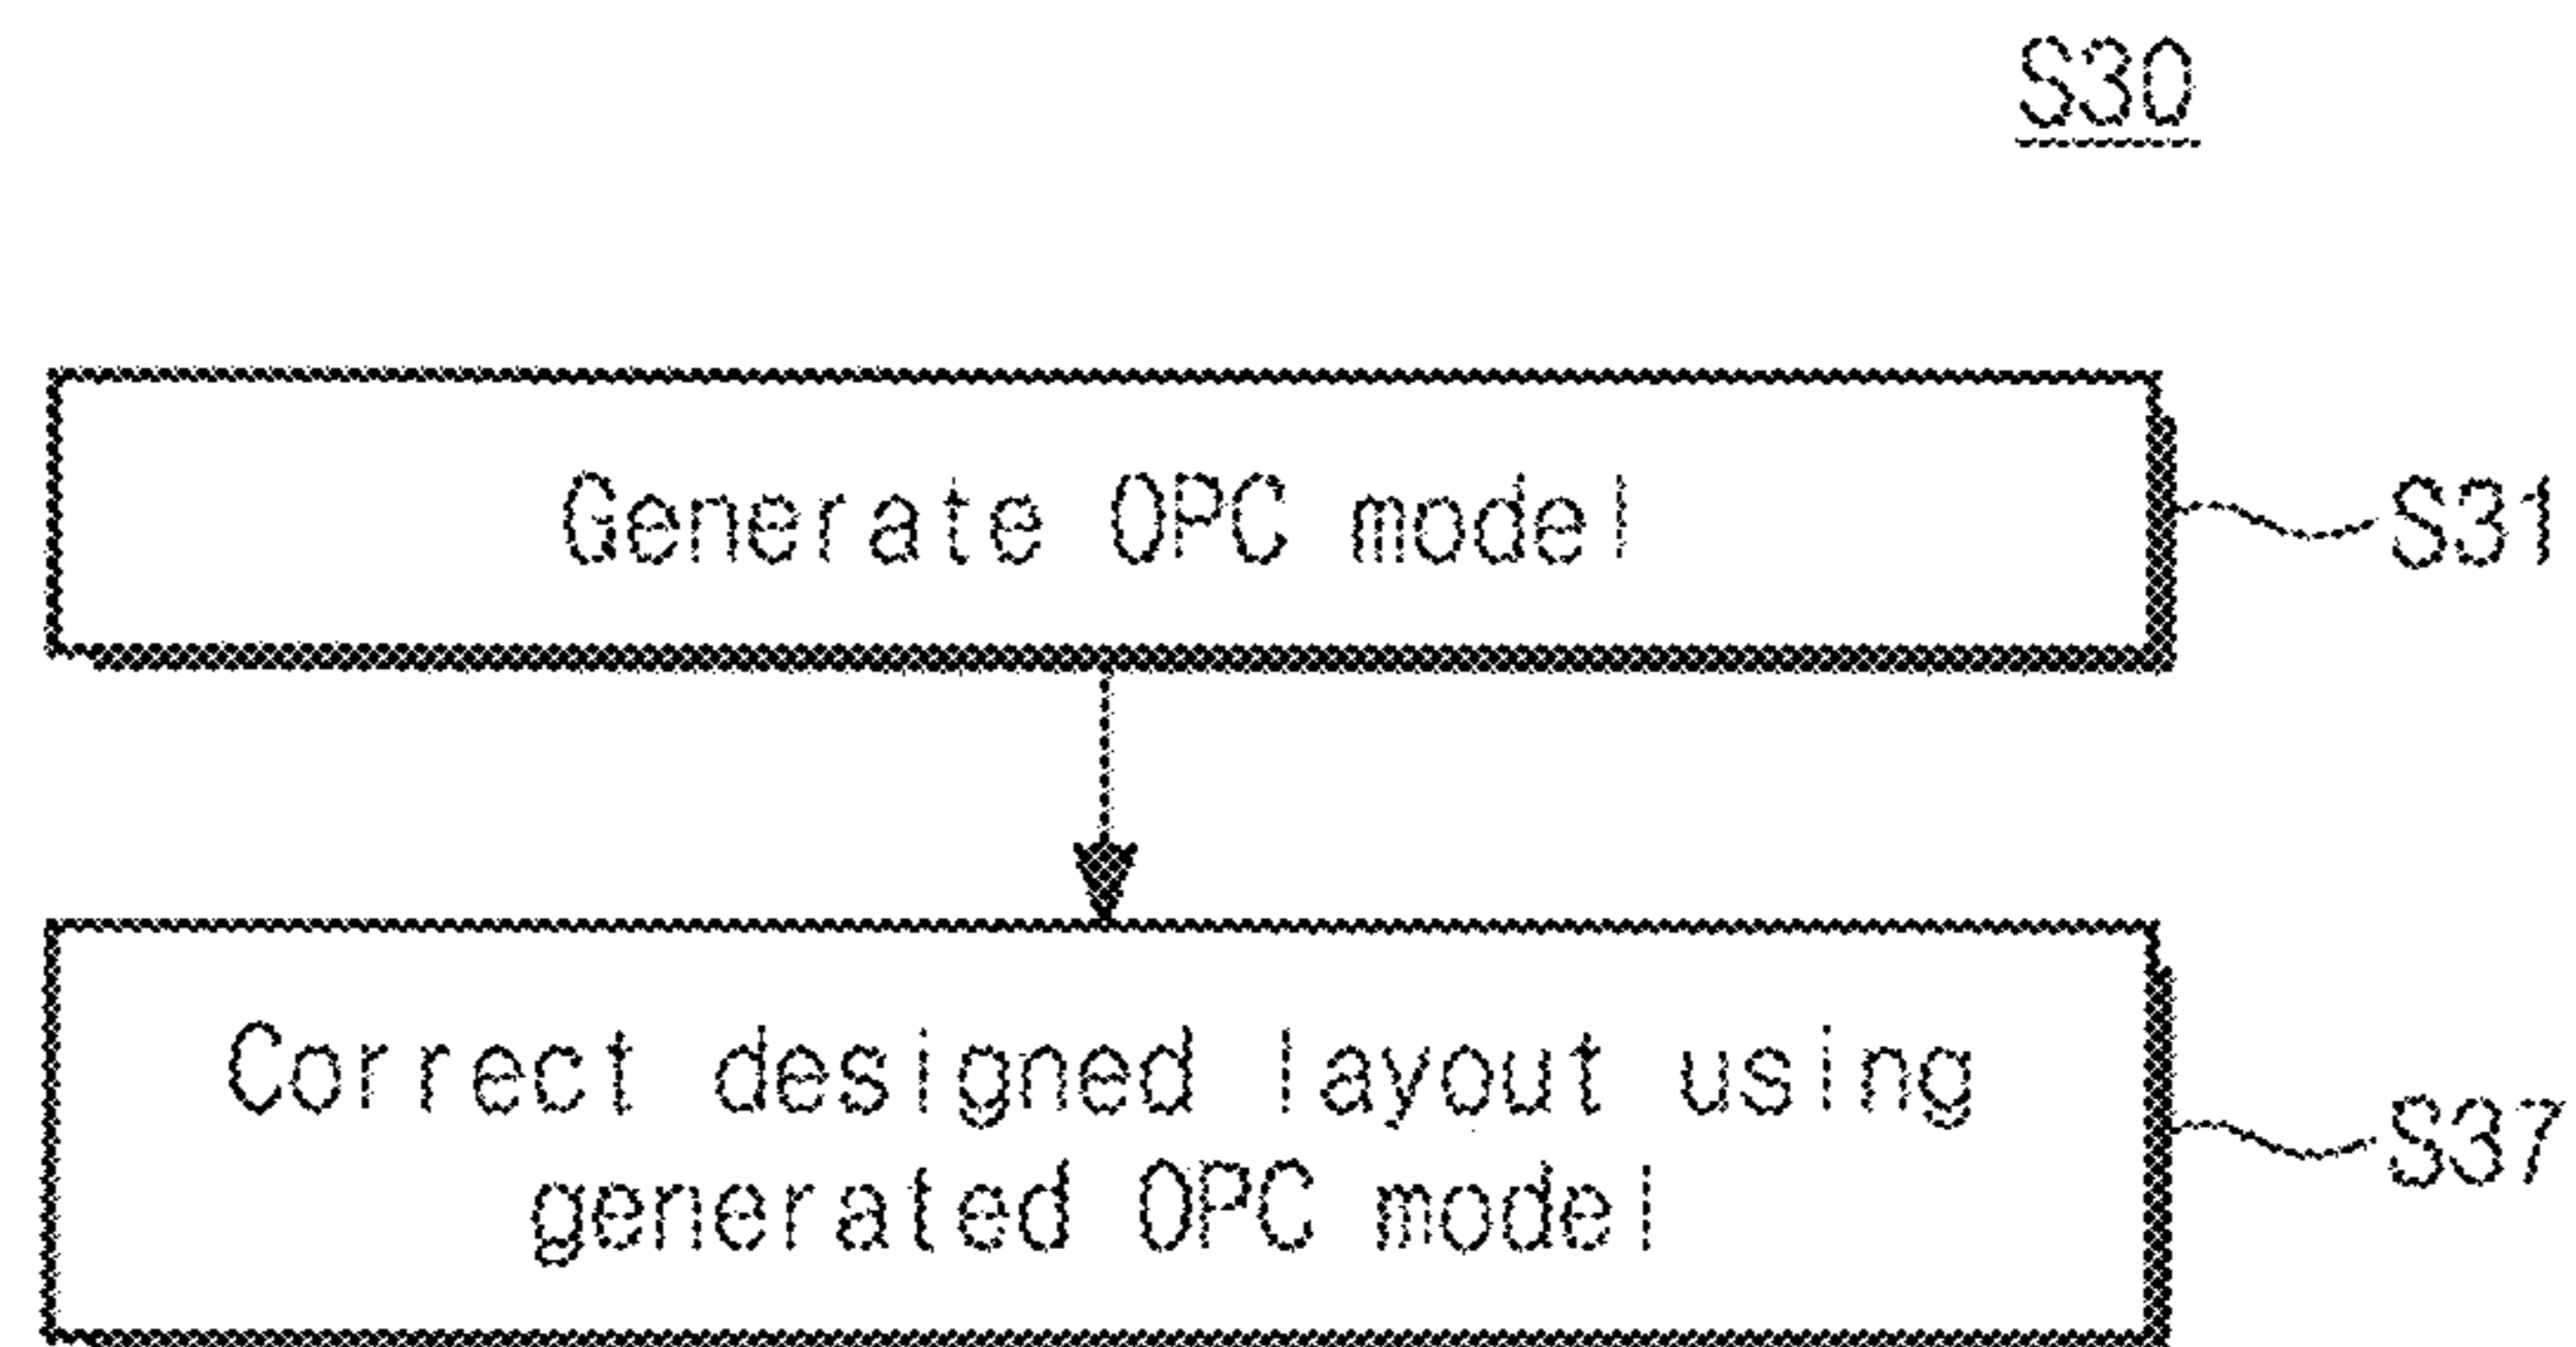 S30
Generate OPC model
S31
Correct designed layout using
generated OPC model
S37